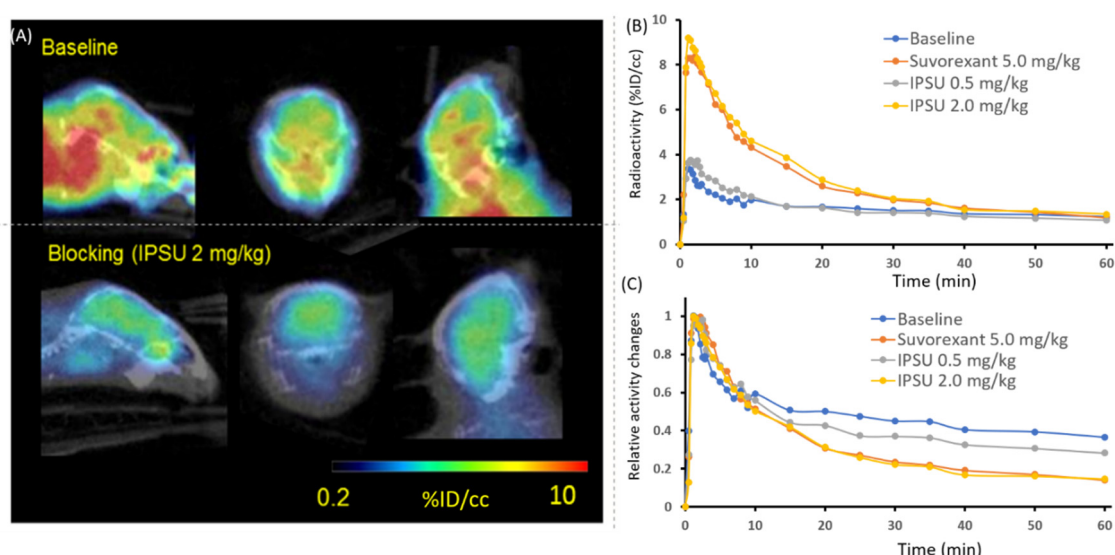 (A)
Baseline
Blocking (IPSU 2 mg/kg)
0.2
%ID/cc
10
(B)
Radioactivity (%ID/cc)
10
8
6
4
2
0
Baseline
Suvorexant 5.0 mg/kg
IPSU 0.5 mg/kg
IPSU 2.0 mg/kg
0 10 20 30 40 50 60
Time (min)
(C)
Relative activity changes
1
0.8
0.6
0.4
0.2
0
Baseline
Suvorexant 5.0 mg/kg
IPSU 0.5 mg/kg
IPSU 2.0 mg/kg
0 10 20 30 40 50 60
Time (min)